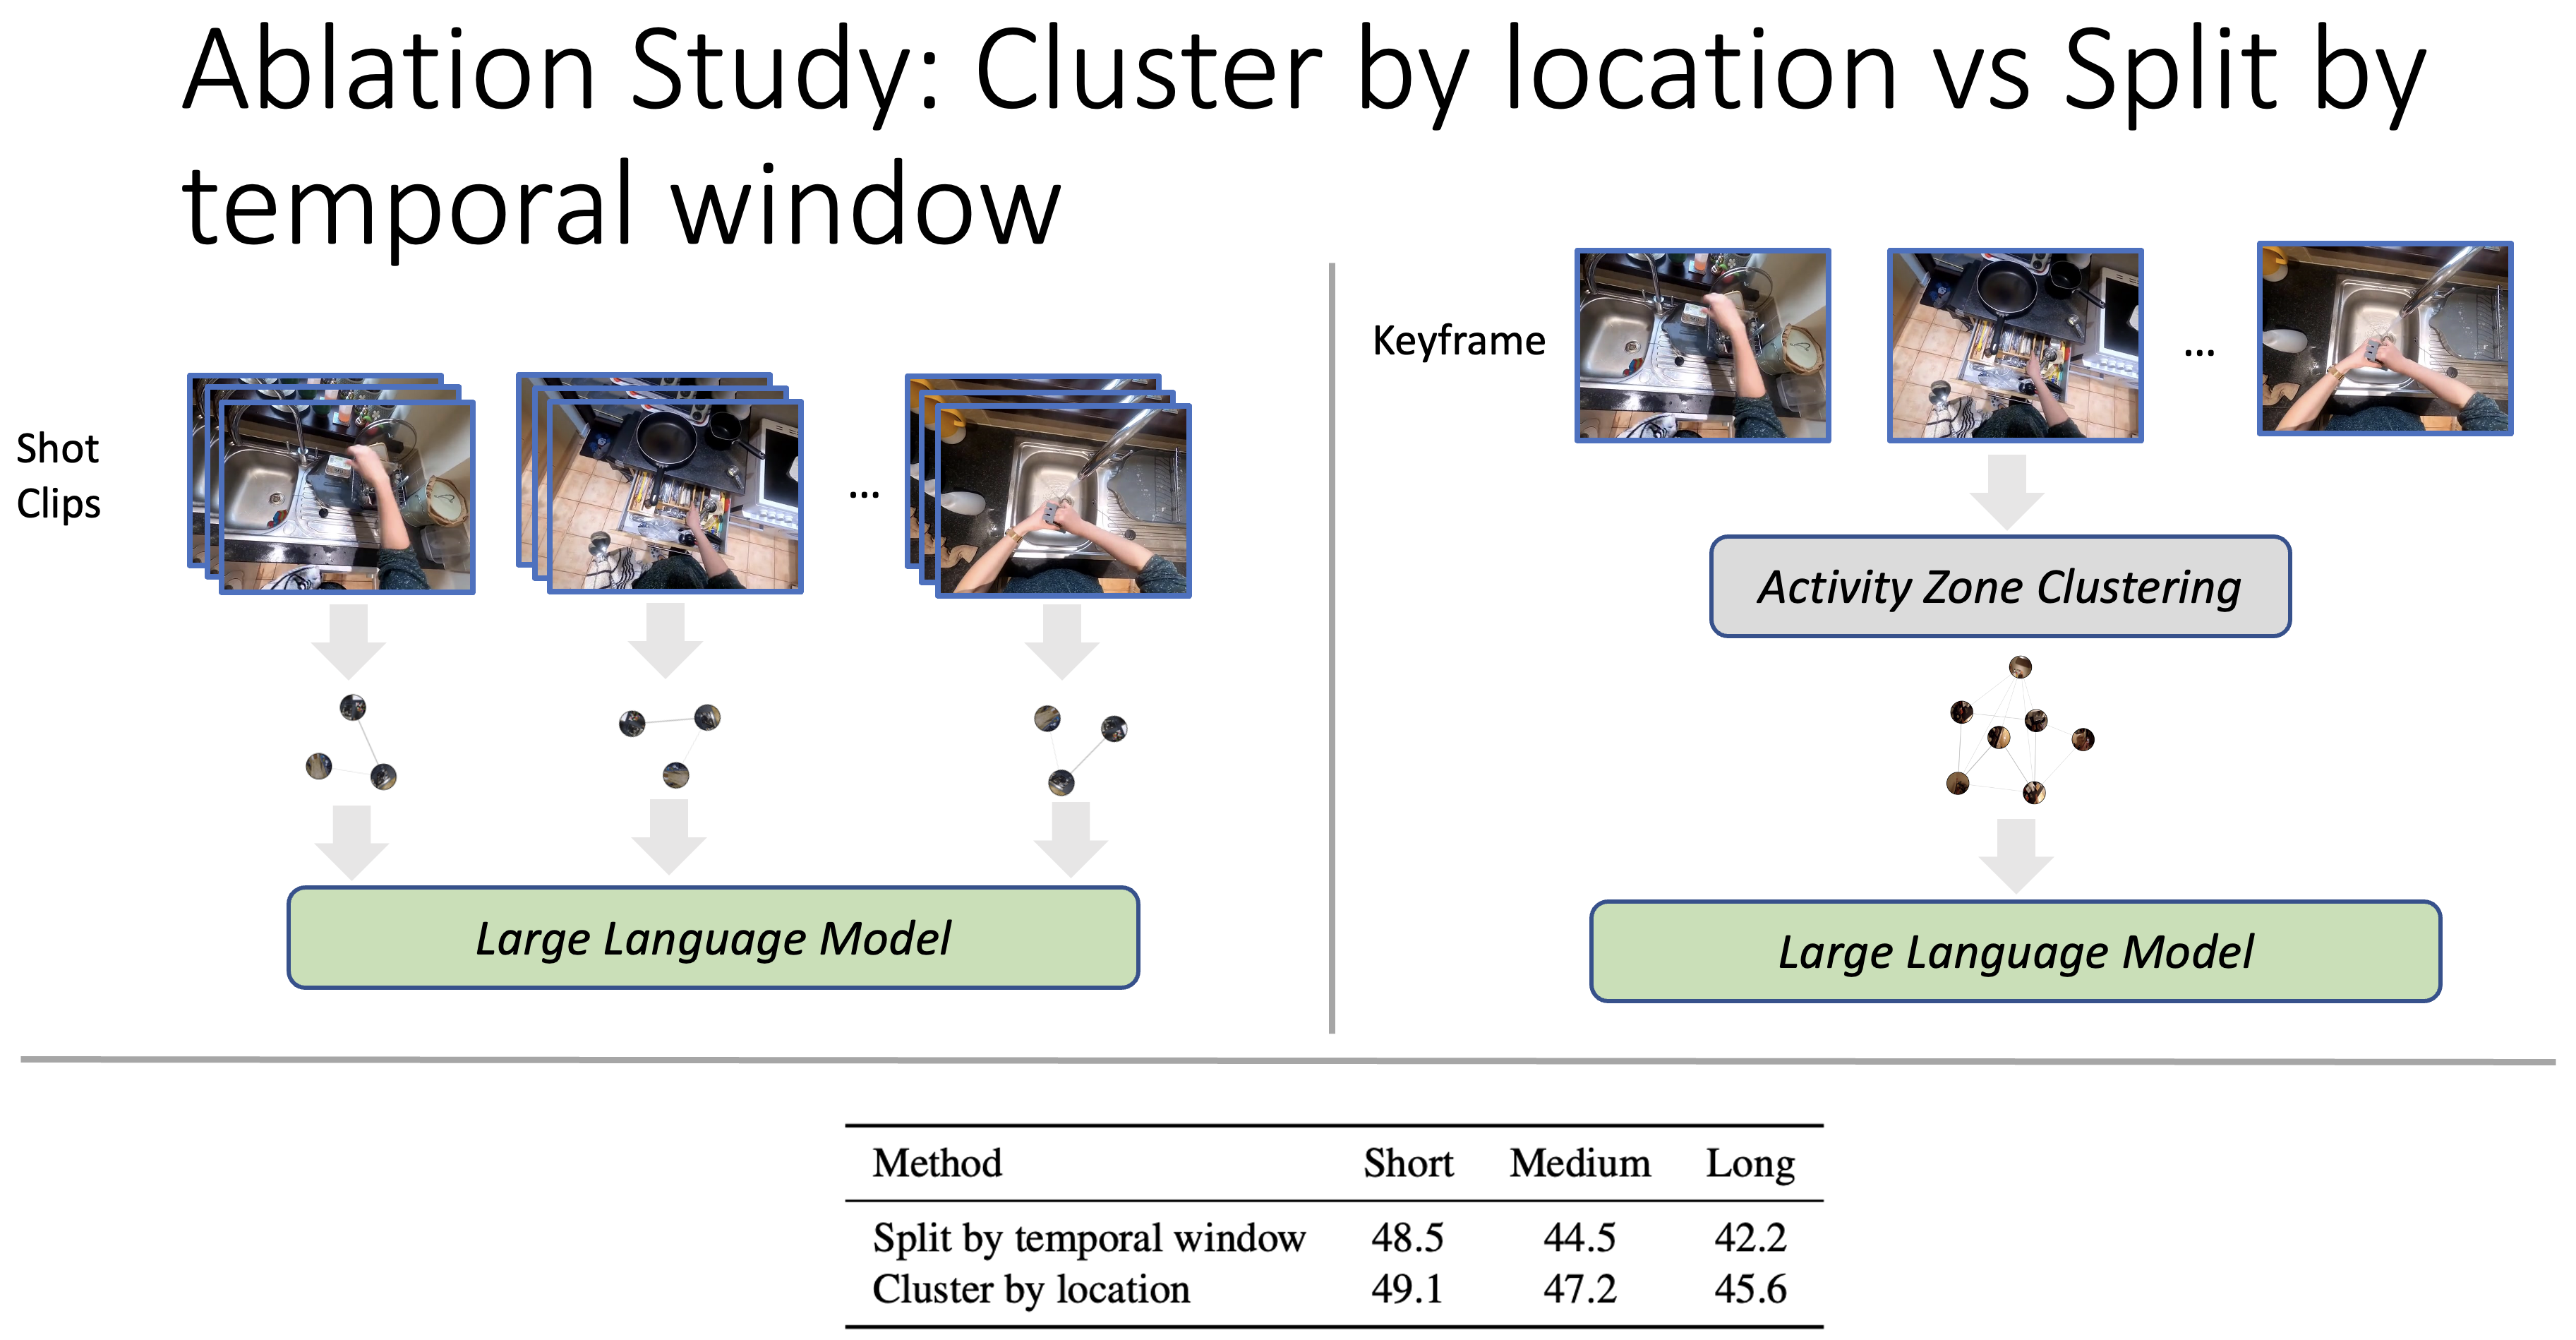 Ablation Study: Cluster by location vs Split by
temporal window
Shot
Clips
...
Large Language Model
Keyframe
...
Activity Zone Clustering
Large Language Model
Method Short Medium Long
Split by temporal window 48.5 44.5 42.2
Cluster by location 49.1 47.2 45.6